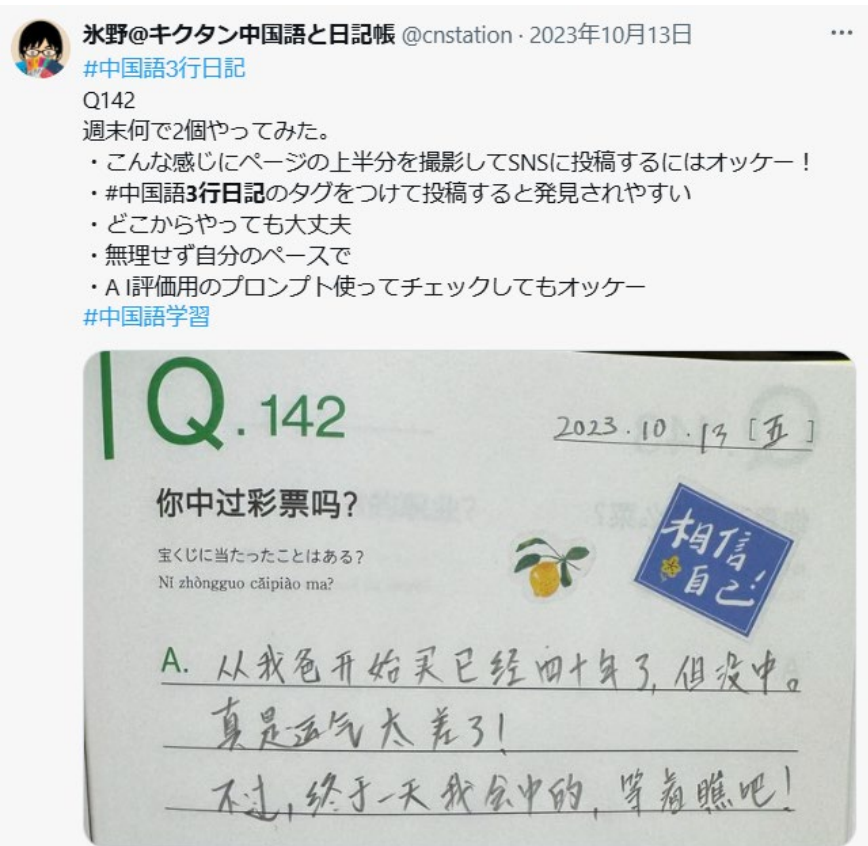 氷野@キクタン中国語と日記帳 @cnstation · 2023年10月13日
#中国語3行日記
Q142
週末何で2個やってみた。
・こんな感じにページの上半分を撮影してSNSに投稿するにはオッケー！
・#中国語3行日記のタグをつけて投稿すると発見されやすい
・どこからやっても大丈夫
・無理せず自分のペースで
・AI評価用のプロンプト使ってチェックしてもオッケー
#中国語学習
Q.142
2023.10.13 [五]
你中过彩票吗?
宝くじに当たったことはある？
Nǐ zhòngguo cǎipiào ma?
相信
自己!
A. 从我爸开始买已经四十年了, 但没中。
真是运气太差了!
不过, 终于一天我会中的, 等着瞧吧!